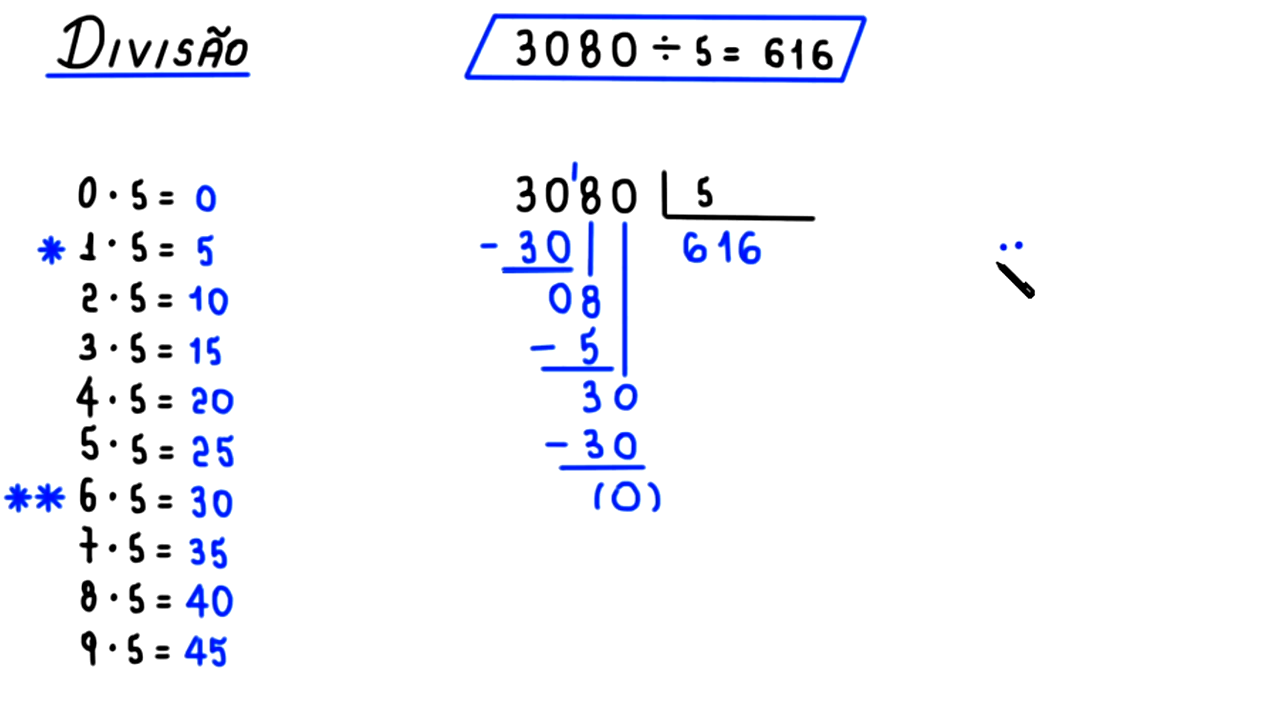 DIVISÃO
3080 ÷ 5 = 616
0 · 5 = 0
* 1 · 5 = 5
2 · 5 = 10
3 · 5 = 15
4 · 5 = 20
5 · 5 = 25
** 6 · 5 = 30
7 · 5 = 35
8 · 5 = 40
9 · 5 = 45
30'80 | 5
- 30 616
08
- 5
30
- 30
(0)